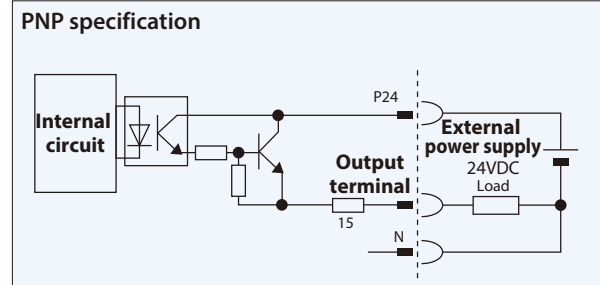 PNP specification
Internal
circuit
P24
External
power supply
24VDC
Output
terminal
Load
15
N